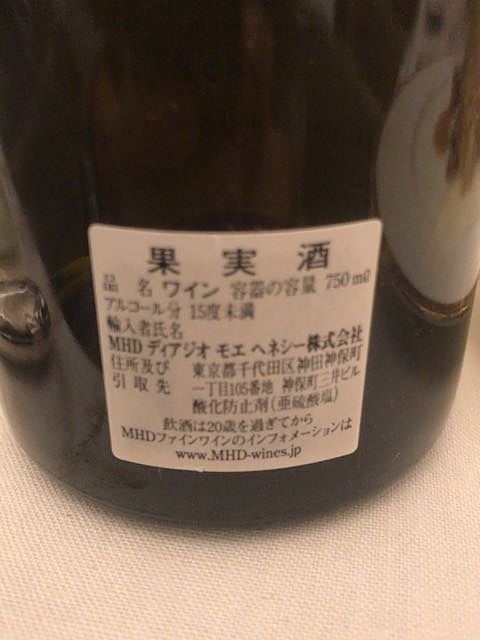 果実酒
品名 ワイン 容器の容量 750mℓ
アルコール分 15度未満
輸入者氏名
MHD ディアジオ モエ ヘネシー株式会社
住所及び 東京都千代田区神田神保町
引取先 一丁目105番地 神保町三井ビル
酸化防止剤(亜硫酸塩)
飲酒は20歳を過ぎてから
MHDファインワインのインフォメーションは
www.MHD-wines.jp